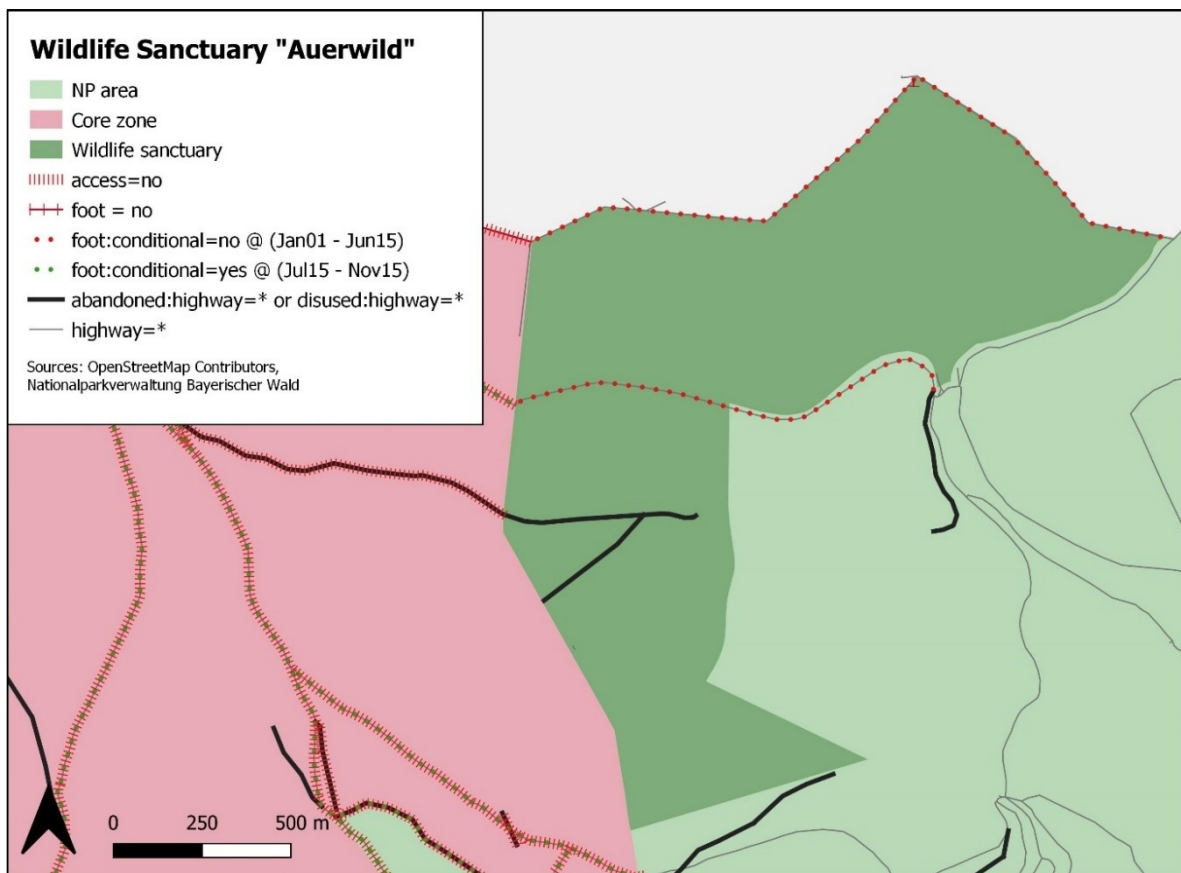 Wildlife Sanctuary "Auerwild"
NP area
Core zone
Wildlife sanctuary
access=no
foot = no
foot:conditional=no @ (Jan01 - Jun15)
foot:conditional=yes @ (Jul15 - Nov15)
abandoned:highway=* or disused:highway=*
highway=*
Sources: OpenStreetMap Contributors,
Nationalparkverwaltung Bayerischer Wald
0 250 500 m